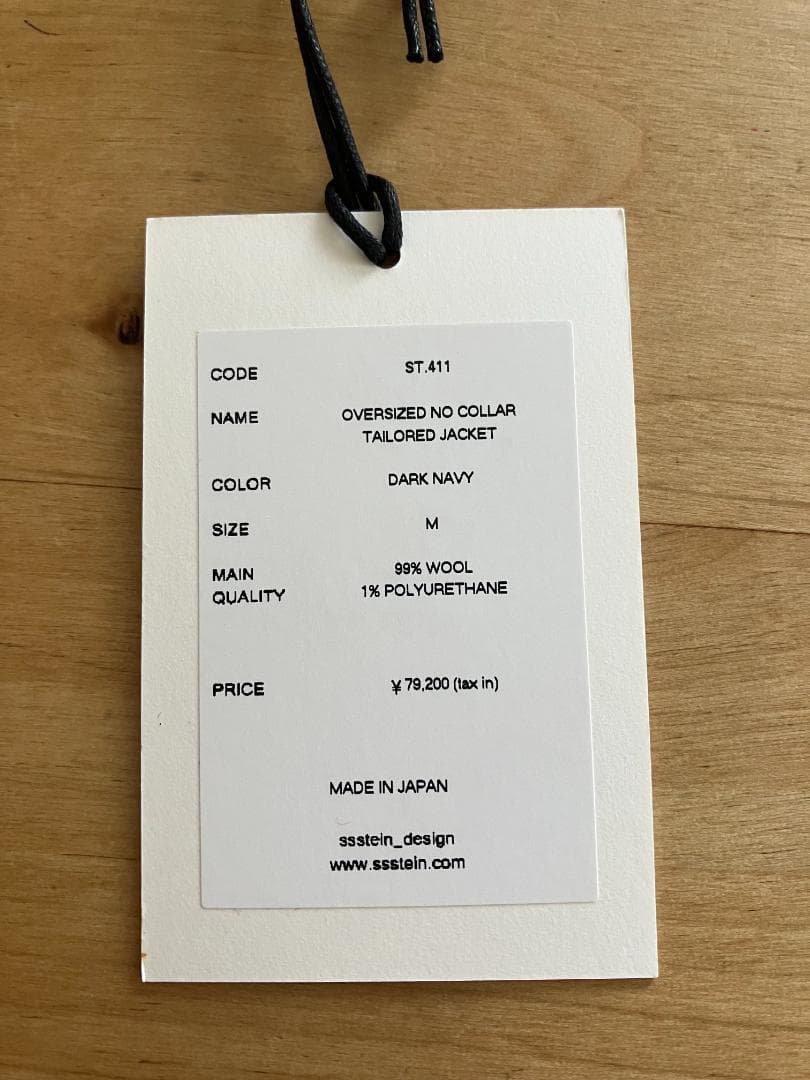 CODE ST.411
NAME OVERSIZED NO COLLAR
TAILORED JACKET
COLOR DARK NAVY
SIZE M
MAIN 99% WOOL
QUALITY 1% POLYURETHANE
PRICE ¥79,200 (tax in)
MADE IN JAPAN
ssstein_design
www.ssstein.com